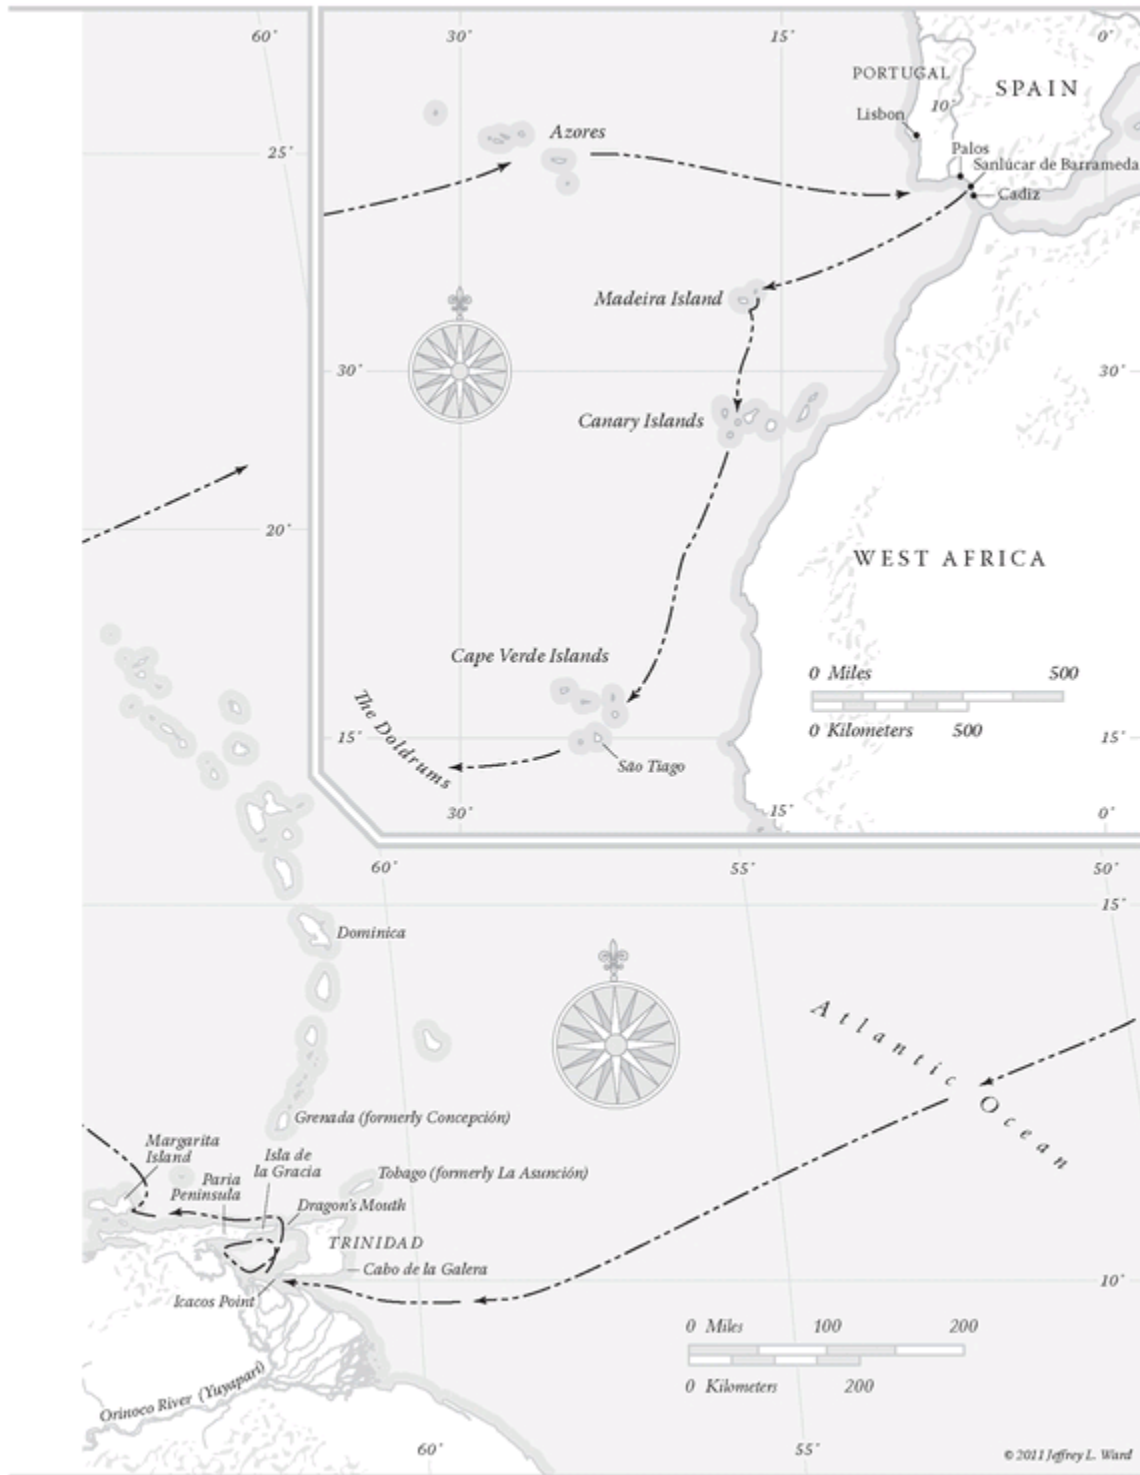 60°
30°
15°
0°
PORTUGAL
SPAIN
10°
Lisbon
Azores
Palos
25°
Sanlúcar de Barrameda
Cadiz
Madeira Island
30°
30°
Canary Islands
20°
WEST AFRICA
Cape Verde Islands
0 Miles 500
The Doldrums
0 Kilometers 500
15°
15°
São Tiago
30°
15°
0°
60°
55°
50°
15°
Dominica
Atlantic Ocean
Grenada (formerly Concepción)
Margarita
Island
Isla de
la Gracia
Paria
Peninsula
Tobago (formerly La Asunción)
Dragon's Mouth
TRINIDAD
Cabo de la Galera
10°
Icacos Point
0 Miles 100 200
0 Kilometers 200
Orinoco River (Yuyapari)
60°
55°
© 2011 Jeffrey L. Ward